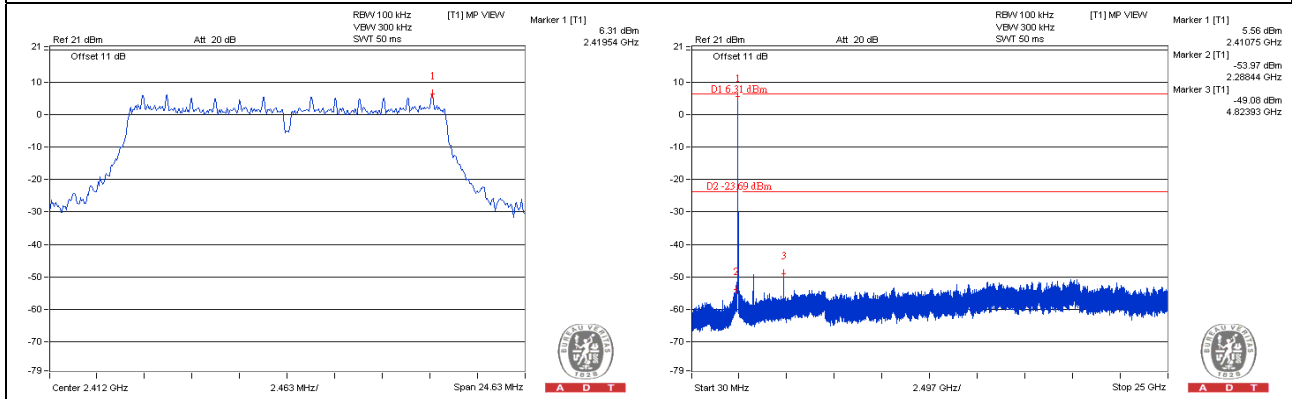 RBW 100 kHz [T1] MP VIEW
VBW 300 kHz
Ref 21 dBm Att 20 dB SWT 50 ms
Marker 1 [T1]
6.31 dBm
2.41954 GHz
21
Offset 11 dB
1
10
0
-10
-20
-30
-40
-50
-60
-70
-79
Center 2.412 GHz 2.463 MHz/ Span 24.63 MHz
BUREAU VERITAS
1828
A D T
RBW 100 kHz [T1] MP VIEW
VBW 300 kHz
Ref 21 dBm Att 20 dB SWT 50 ms
Marker 1 [T1]
5.56 dBm
2.41075 GHz
Marker 2 [T1]
-53.97 dBm
2.28844 GHz
Marker 3 [T1]
-49.08 dBm
4.82393 GHz
21
Offset 11 dB
1
10
D1 6.31 dBm
0
-10
-20
D2 -23.69 dBm
-30
-40
3
-50
2
-60
-70
-79
Start 30 MHz 2.497 GHz/ Stop 25 GHz
BUREAU VERITAS
1828
A D T